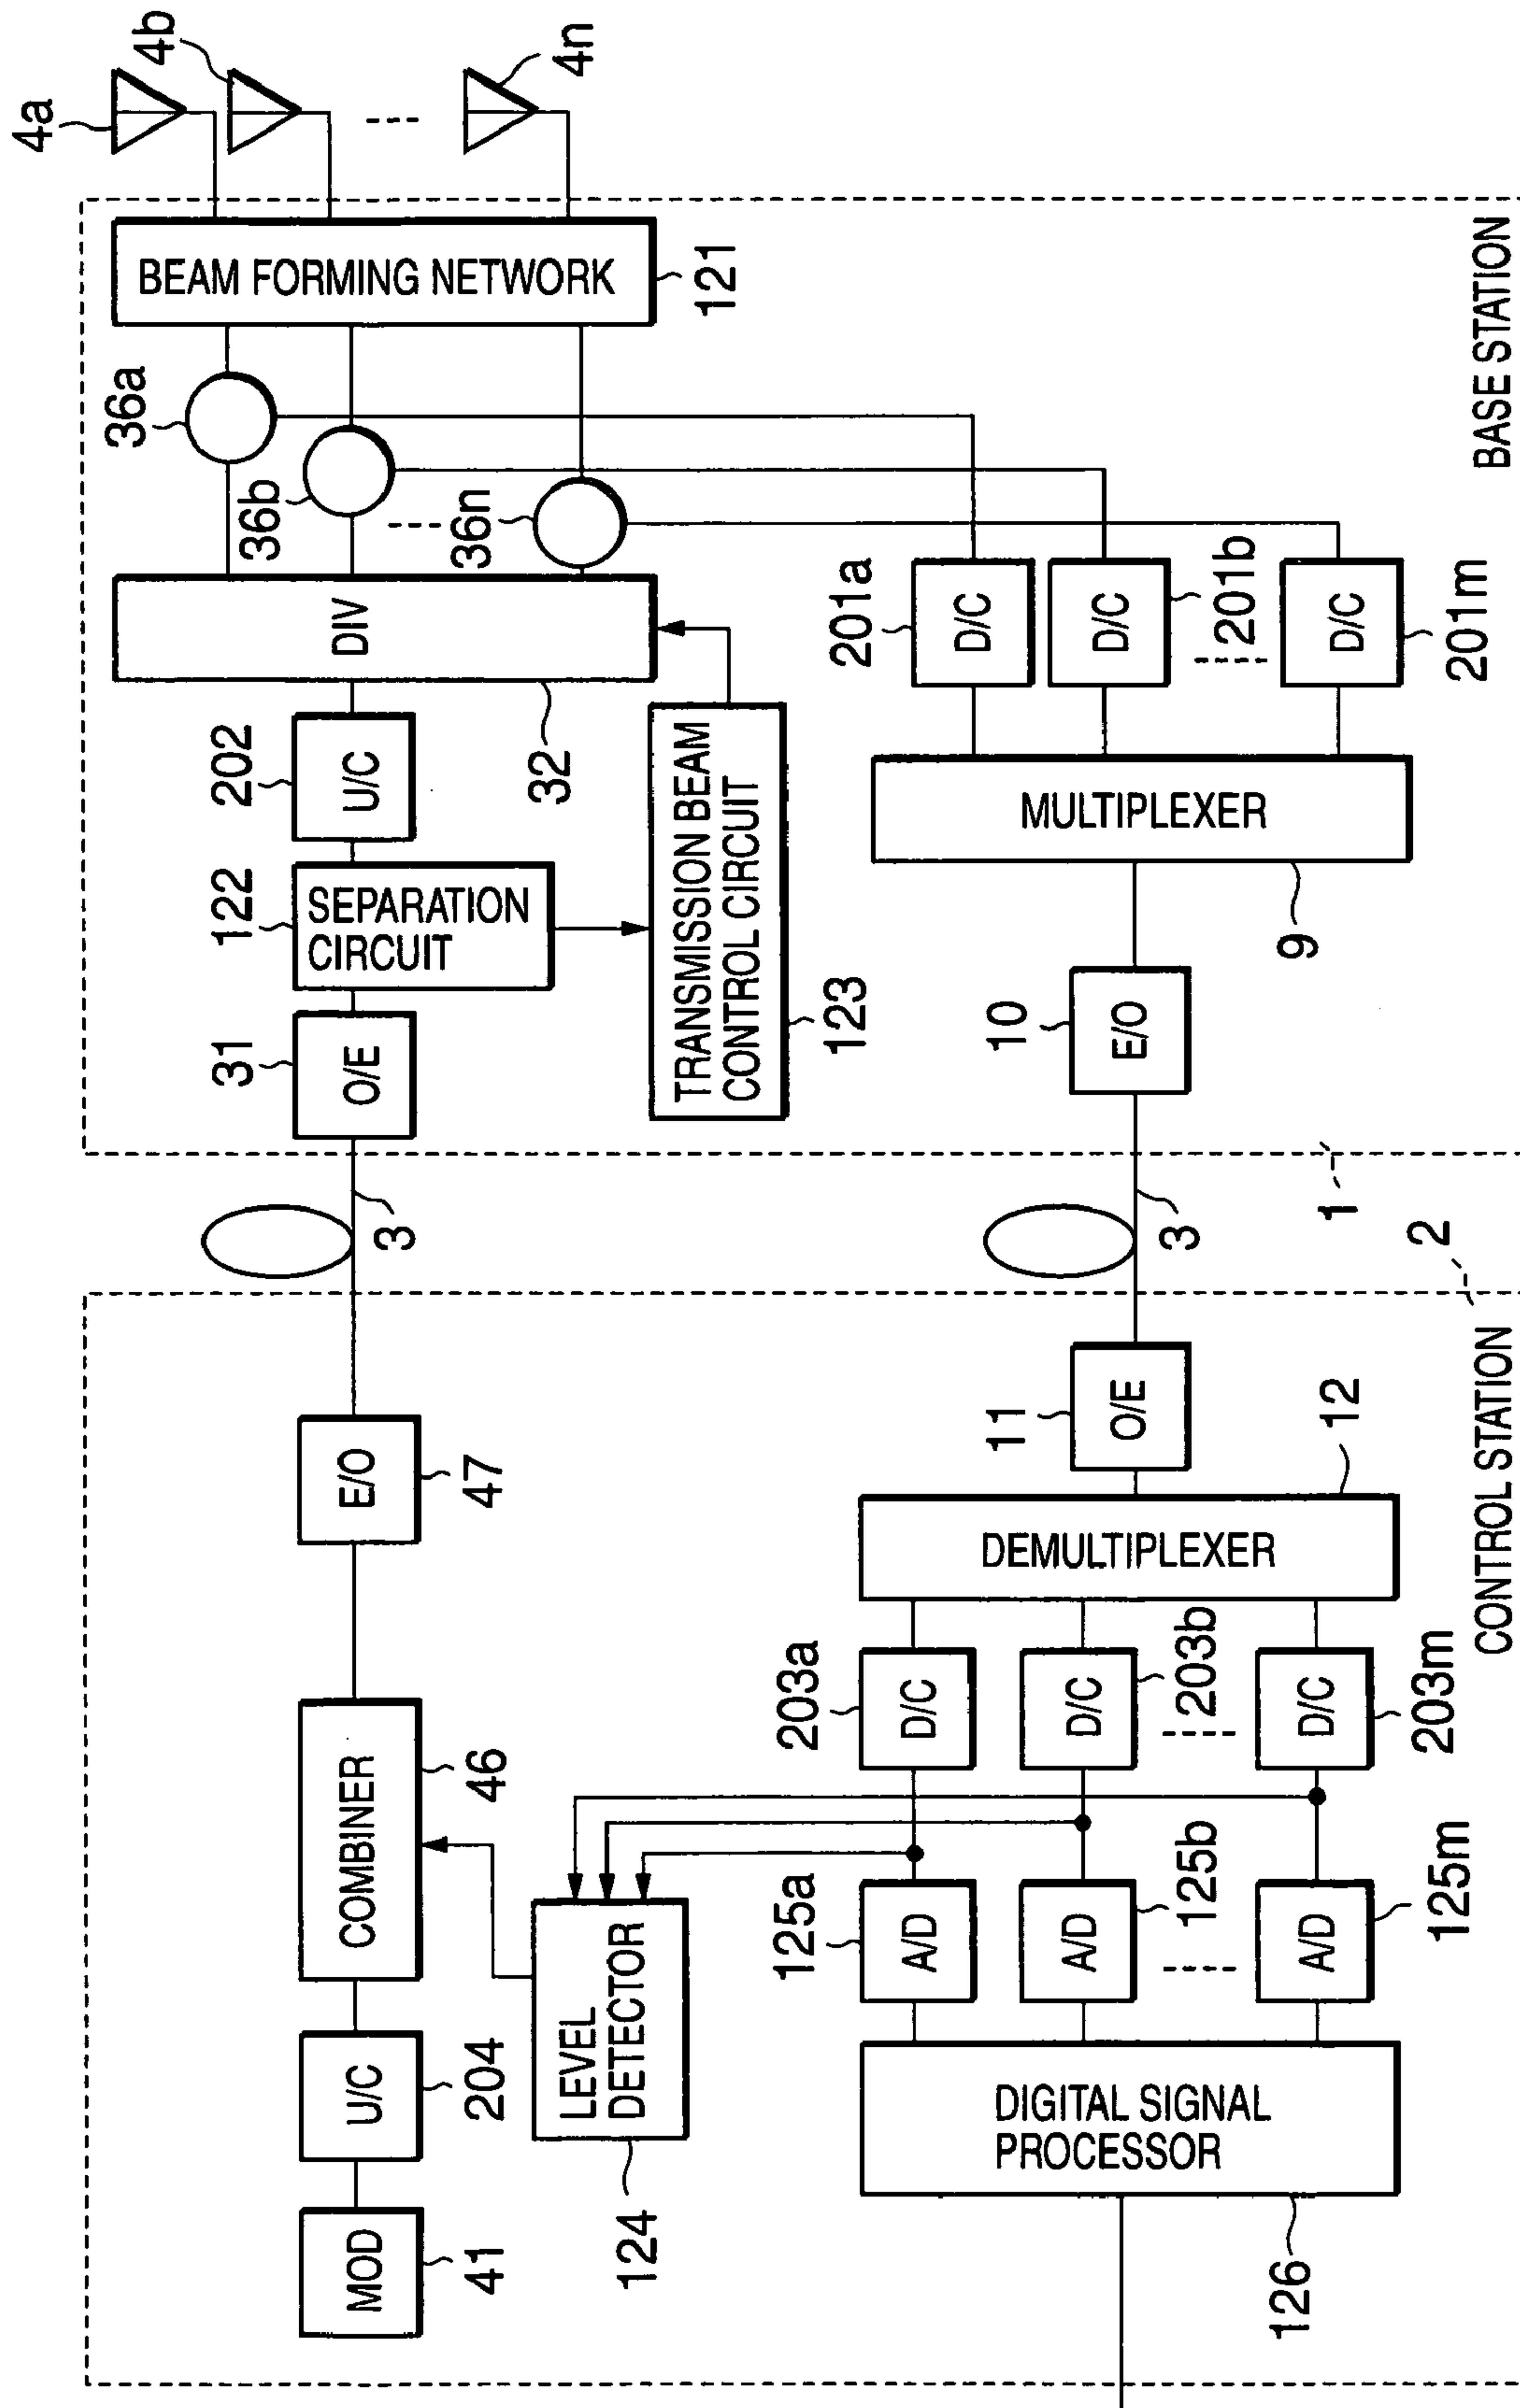 4a
4b
4n
BEAM FORMING NETWORK
121
36a
36b
36n
DIV
32
202
U/C
122
SEPARATION
CIRCUIT
31
O/E
TRANSMISSION BEAM
CONTROL CIRCUIT
123
201a
D/C
D/C
201b
D/C
201m
MULTIPLEXER
9
10
E/O
BASE STATION
1
3
3
2
CONTROL STATION
E/O
47
COMBINER
46
U/C
204
MOD
41
LEVEL
DETECTOR
124
11
O/E
12
DEMULTIPLEXER
203a
D/C
D/C
203b
D/C
203m
125a
A/D
A/D
125b
A/D
125m
DIGITAL SIGNAL
PROCESSOR
126